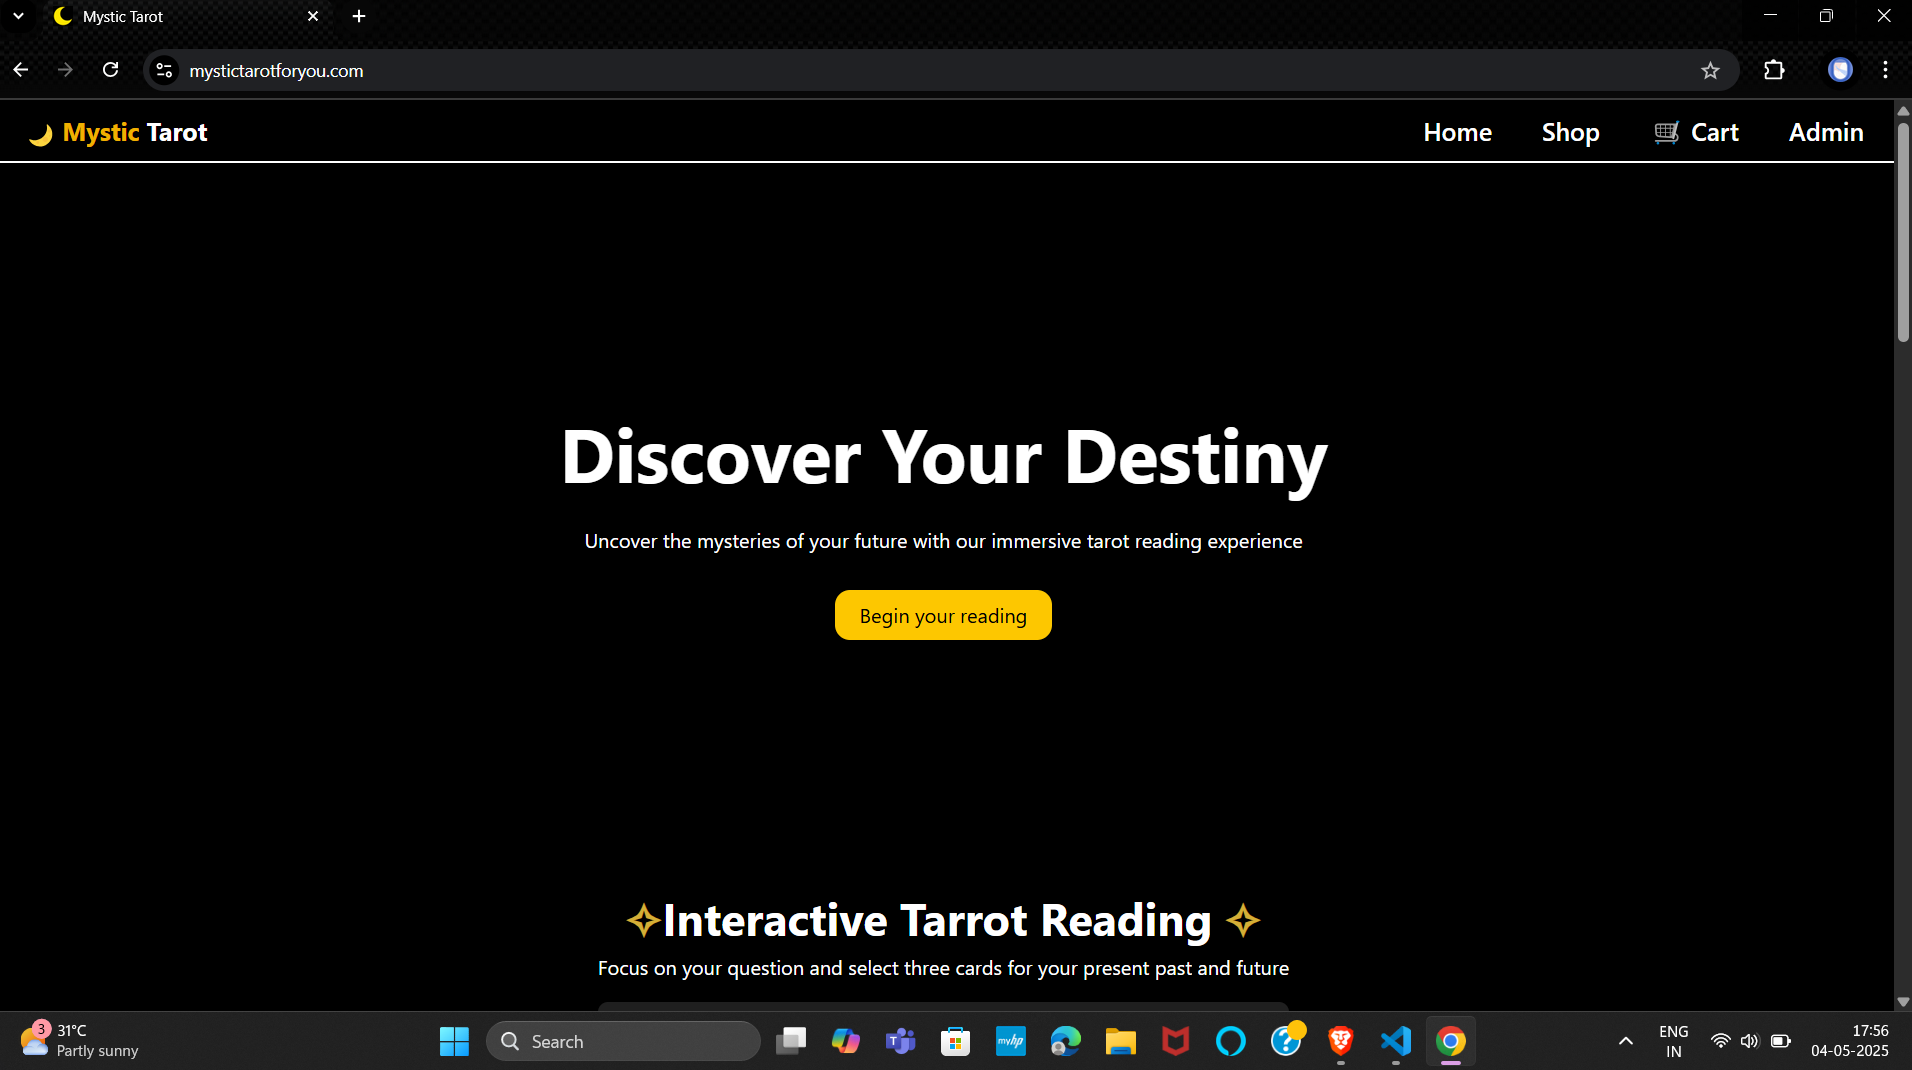 Mystic Tarot
mystictarotforyou.com
🌙 Mystic Tarot
Home
Shop
🛒 Cart
Admin
Discover Your Destiny
Uncover the mysteries of your future with our immersive tarot reading experience
Begin your reading
✧Interactive Tarrot Reading ✧
Focus on your question and select three cards for your present past and future
3
31°C
Partly sunny
Search
T
myhp
?
ENG
IN
17:56
04-05-2025